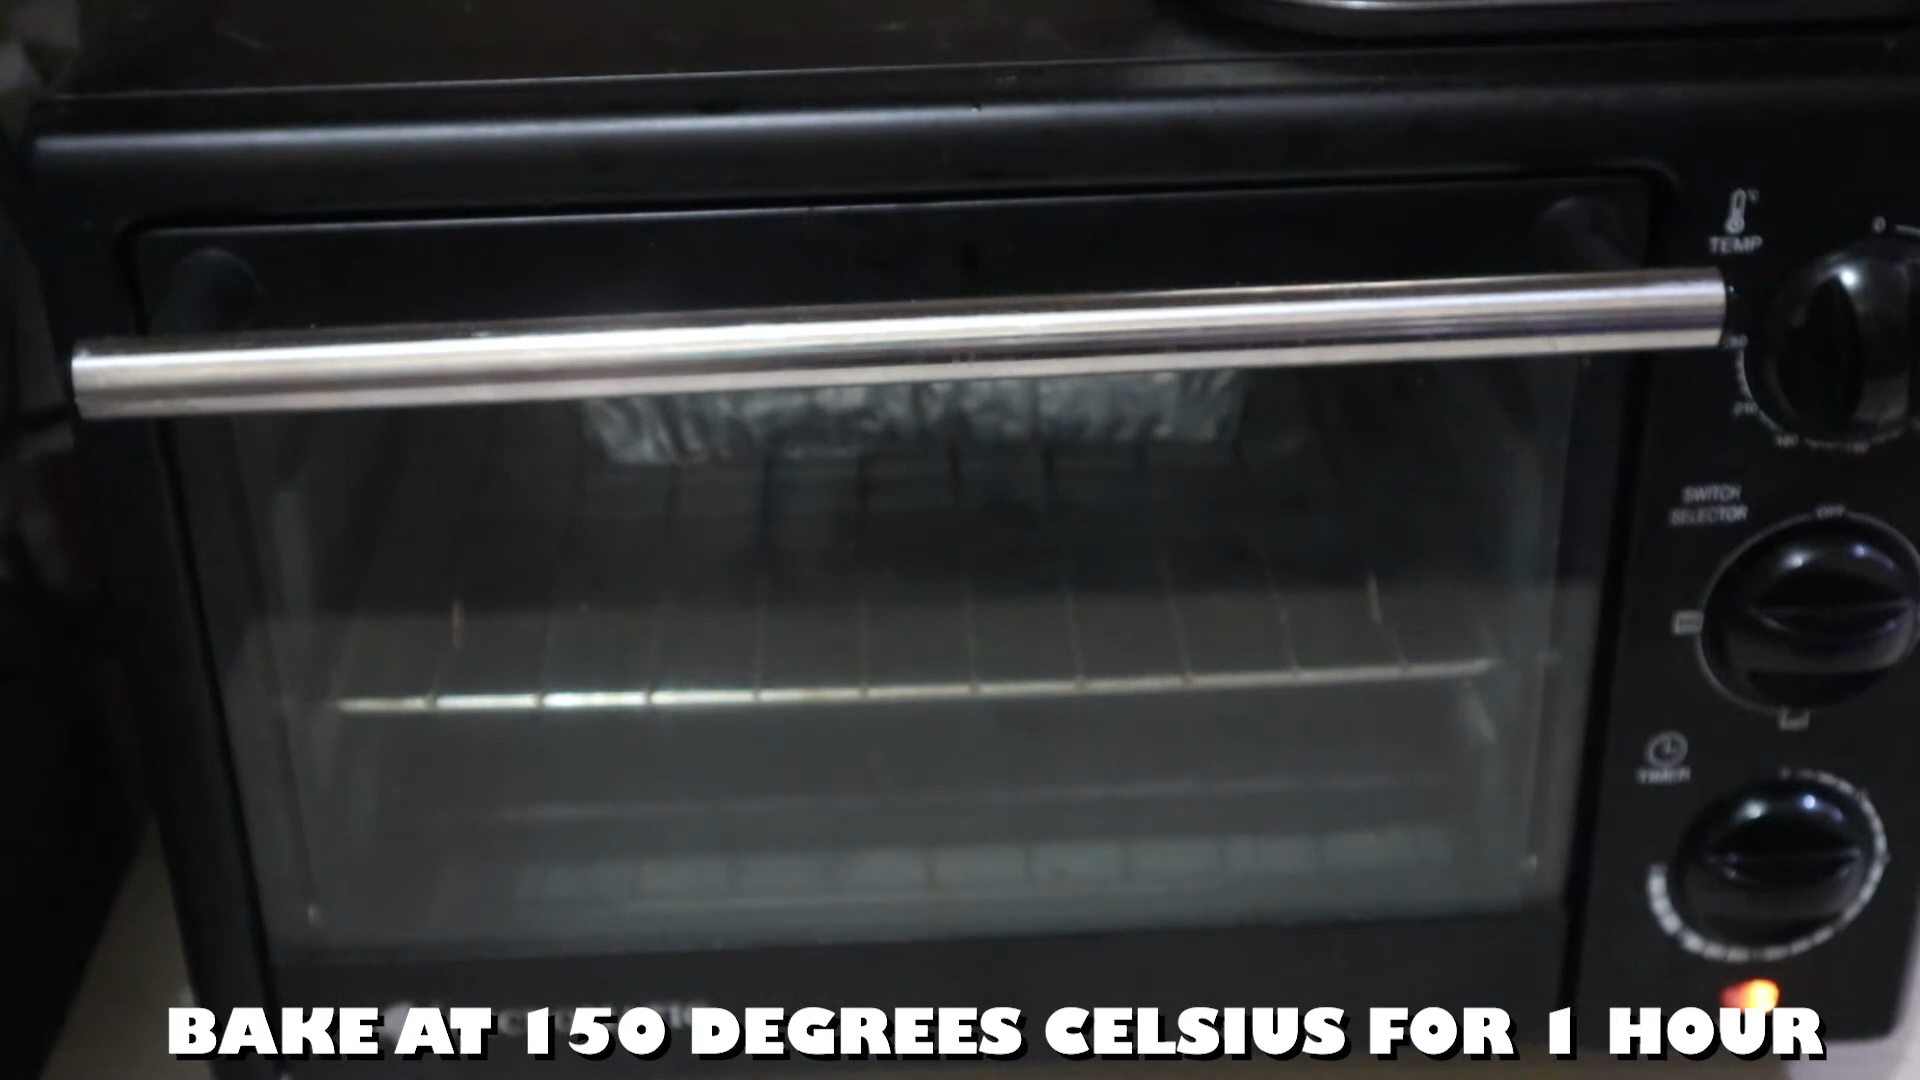 TEMP
SWITCH
SELECTOR
OFF
TIMER
BAKE AT 150 DEGREES CELSIUS FOR 1 HOUR